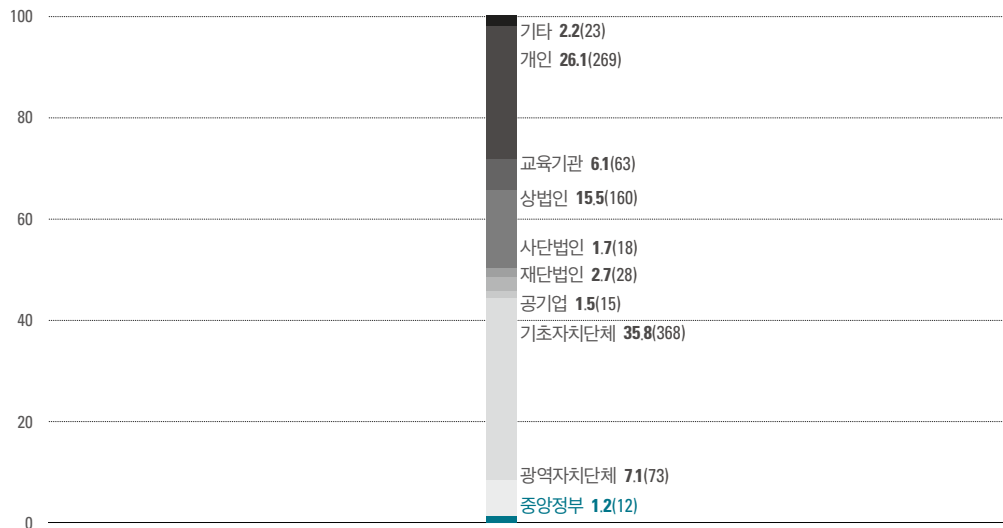 100
기타 2.2(23)
개인 26.1(269)
80
교육기관 6.1(63)
상법인 15.5(160)
60
사단법인 1.7(18)
재단법인 2.7(28)
공기업 1.5(15)
40
기초자치단체 35.8(368)
20
광역자치단체 7.1(73)
중앙정부 1.2(12)
0